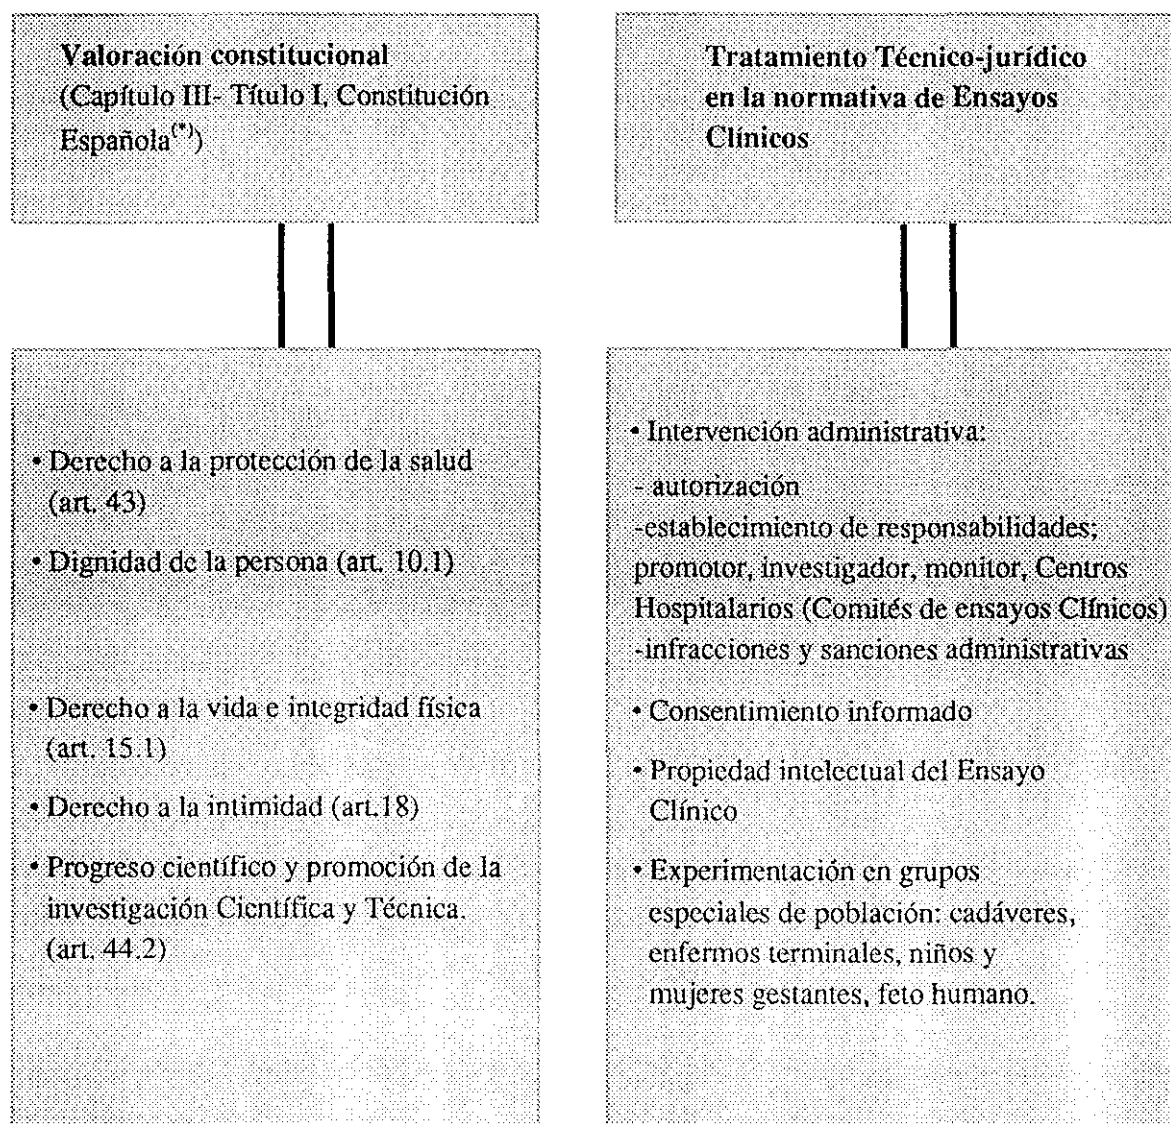 Valoración constitucional
(Capítulo III- Título I, Constitución
Española(*))
Tratamiento Técnico-jurídico
en la normativa de Ensayos
Clínicos
• Derecho a la protección de la salud
(art. 43)
• Dignidad de la persona (art. 10.1)
• Derecho a la vida e integridad física
(art. 15.1)
• Derecho a la intimidad (art.18)
• Progreso científico y promoción de la
investigación Científica y Técnica.
(art. 44.2)
• Intervención administrativa:
- autorización
-establecimiento de responsabilidades;
promotor, investigador, monitor, Centros
Hospitalarios (Comités de ensayos Clínicos)
-infracciones y sanciones administrativas
• Consentimiento informado
• Propiedad intelectual del Ensayo
Clínico
• Experimentación en grupos
especiales de población: cadáveres,
enfermos terminales, niños y
mujeres gestantes, feto humano.